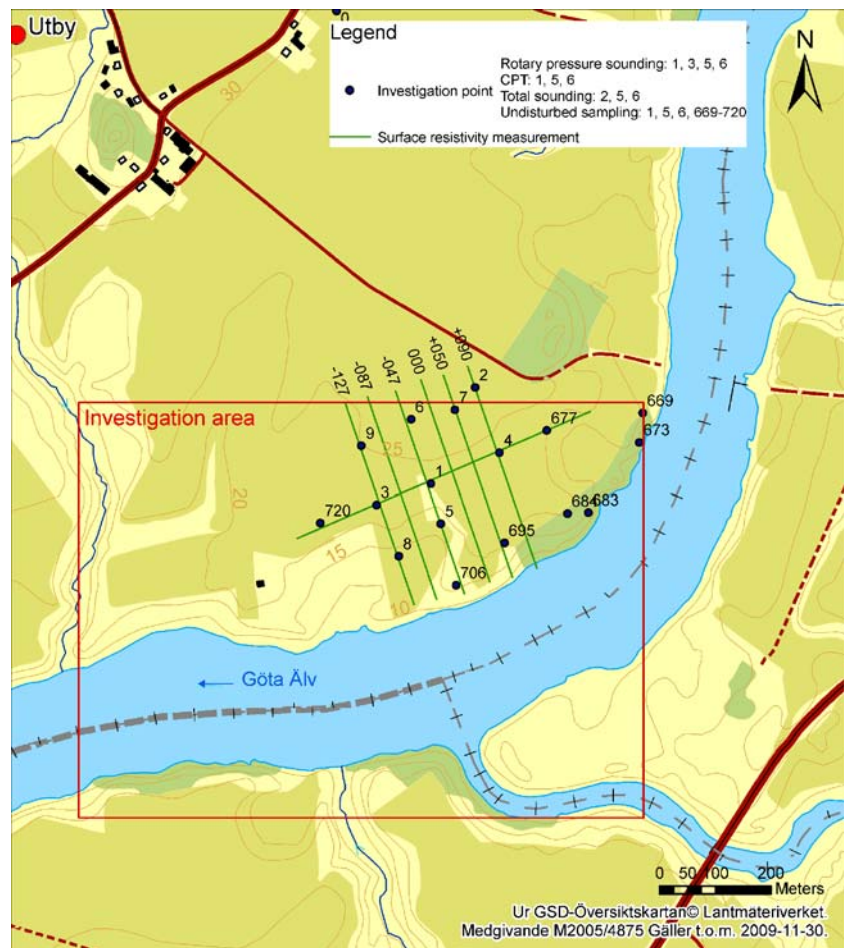 Utby
0
Legend
N
Rotary pressure sounding: 1, 3, 5, 6
CPT: 1, 5, 6
Investigation point
Total sounding: 2, 5, 6
Undisturbed sampling: 1, 5, 6, 669-720
Surface resistivity measurement
30
-127
-087
-047
000
+050
+090
2
7
6
Investigation area
669
677
673
9
25
4
1
20
3
684
683
720
5
695
15
8
706
10
Göta Älv
0 50 100 200
Meters
Ur GSD-Översiktskartan© Lantmäteriverket.
Medgivande M2005/4875 Gäller t.o.m. 2009-11-30.